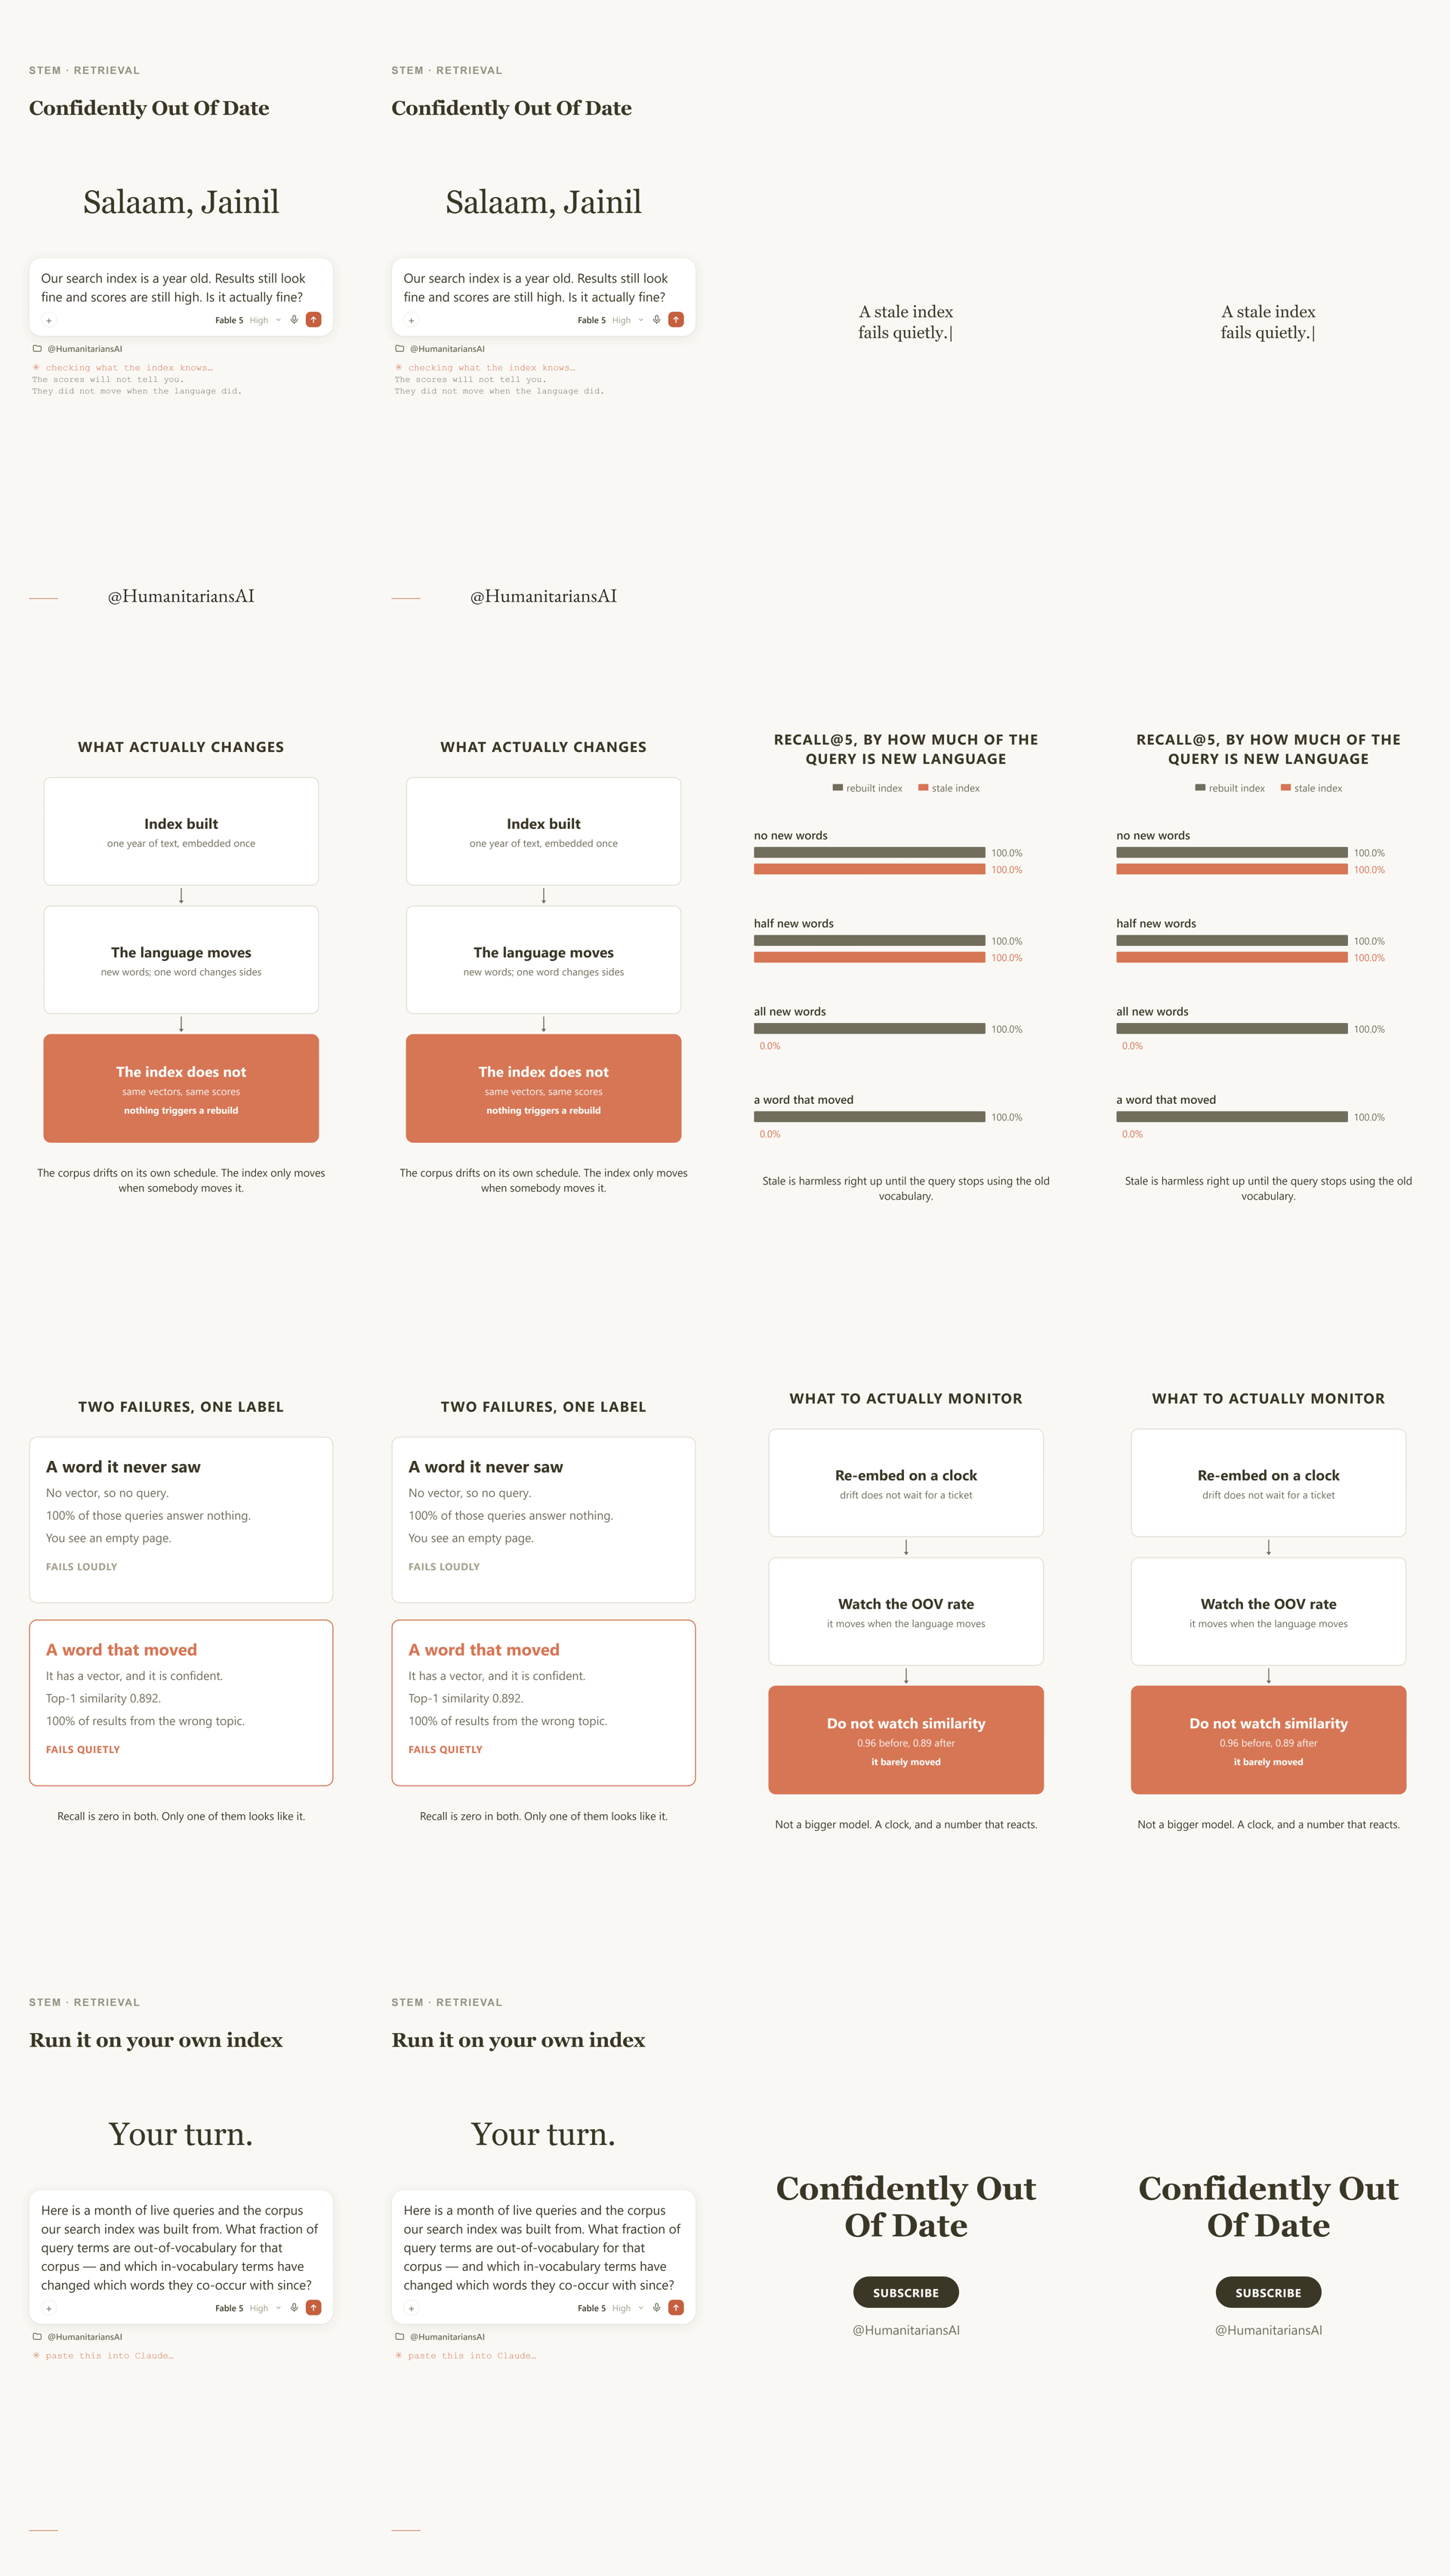 STEM · RETRIEVAL
Confidently Out Of Date
Salaam, Jainil
Our search index is a year old. Results still look
fine and scores are still high. Is it actually fine?
+ Fable 5 High
@HumanitariansAI
✳ checking what the index knows…
The scores will not tell you.
They did not move when the language did.
@HumanitariansAI
STEM · RETRIEVAL
Confidently Out Of Date
Salaam, Jainil
Our search index is a year old. Results still look
fine and scores are still high. Is it actually fine?
+ Fable 5 High
@HumanitariansAI
✳ checking what the index knows…
The scores will not tell you.
They did not move when the language did.
@HumanitariansAI
A stale index
fails quietly.|
A stale index
fails quietly.|
WHAT ACTUALLY CHANGES
Index built
one year of text, embedded once
The language moves
new words; one word changes sides
The index does not
same vectors, same scores
nothing triggers a rebuild
The corpus drifts on its own schedule. The index only moves
when somebody moves it.
WHAT ACTUALLY CHANGES
Index built
one year of text, embedded once
The language moves
new words; one word changes sides
The index does not
same vectors, same scores
nothing triggers a rebuild
The corpus drifts on its own schedule. The index only moves
when somebody moves it.
RECALL@5, BY HOW MUCH OF THE
QUERY IS NEW LANGUAGE
rebuilt index stale index
no new words
100.0%
100.0%
half new words
100.0%
100.0%
all new words
100.0%
0.0%
a word that moved
100.0%
0.0%
Stale is harmless right up until the query stops using the old
vocabulary.
RECALL@5, BY HOW MUCH OF THE
QUERY IS NEW LANGUAGE
rebuilt index stale index
no new words
100.0%
100.0%
half new words
100.0%
100.0%
all new words
100.0%
0.0%
a word that moved
100.0%
0.0%
Stale is harmless right up until the query stops using the old
vocabulary.
TWO FAILURES, ONE LABEL
A word it never saw
No vector, so no query.
100% of those queries answer nothing.
You see an empty page.
FAILS LOUDLY
A word that moved
It has a vector, and it is confident.
Top-1 similarity 0.892.
100% of results from the wrong topic.
FAILS QUIETLY
Recall is zero in both. Only one of them looks like it.
TWO FAILURES, ONE LABEL
A word it never saw
No vector, so no query.
100% of those queries answer nothing.
You see an empty page.
FAILS LOUDLY
A word that moved
It has a vector, and it is confident.
Top-1 similarity 0.892.
100% of results from the wrong topic.
FAILS QUIETLY
Recall is zero in both. Only one of them looks like it.
WHAT TO ACTUALLY MONITOR
Re-embed on a clock
drift does not wait for a ticket
Watch the OOV rate
it moves when the language moves
Do not watch similarity
0.96 before, 0.89 after
it barely moved
Not a bigger model. A clock, and a number that reacts.
WHAT TO ACTUALLY MONITOR
Re-embed on a clock
drift does not wait for a ticket
Watch the OOV rate
it moves when the language moves
Do not watch similarity
0.96 before, 0.89 after
it barely moved
Not a bigger model. A clock, and a number that reacts.
STEM · RETRIEVAL
Run it on your own index
Your turn.
Here is a month of live queries and the corpus
our search index was built from. What fraction of
query terms are out-of-vocabulary for that
corpus — and which in-vocabulary terms have
changed which words they co-occur with since?
+ Fable 5 High
@HumanitariansAI
✳ paste this into Claude…
STEM · RETRIEVAL
Run it on your own index
Your turn.
Here is a month of live queries and the corpus
our search index was built from. What fraction of
query terms are out-of-vocabulary for that
corpus — and which in-vocabulary terms have
changed which words they co-occur with since?
+ Fable 5 High
@HumanitariansAI
✳ paste this into Claude…
Confidently Out
Of Date
SUBSCRIBE
@HumanitariansAI
Confidently Out
Of Date
SUBSCRIBE
@HumanitariansAI